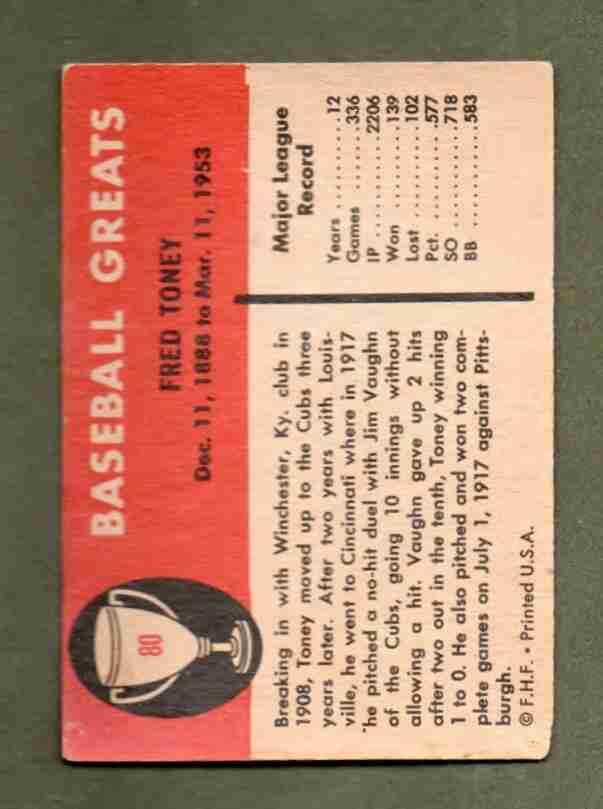 80
BASEBALL GREATS
FRED TONEY
Dec. 11, 1888 to Mar. 11, 1953
Breaking in with Winchester, Ky. club in
1908, Toney moved up to the Cubs three
years later. After two years with Louis-
ville, he went to Cincinnati where in 1917
he pitched a no-hit duel with Jim Vaughn
of the Cubs, going 10 innings without
allowing a hit. Vaughn gave up 2 hits
after two out in the tenth, Toney winning
1 to 0. He also pitched and won two com-
plete games on July 1, 1917 against Pitts-
burgh.
© F.H.F. • Printed U.S.A.
Major League
Record
Years ..........12
Games .......336
IP ...........2206
Won ........139
Lost ..........102
Pct. ..........577
SO ...........718
BB ............583